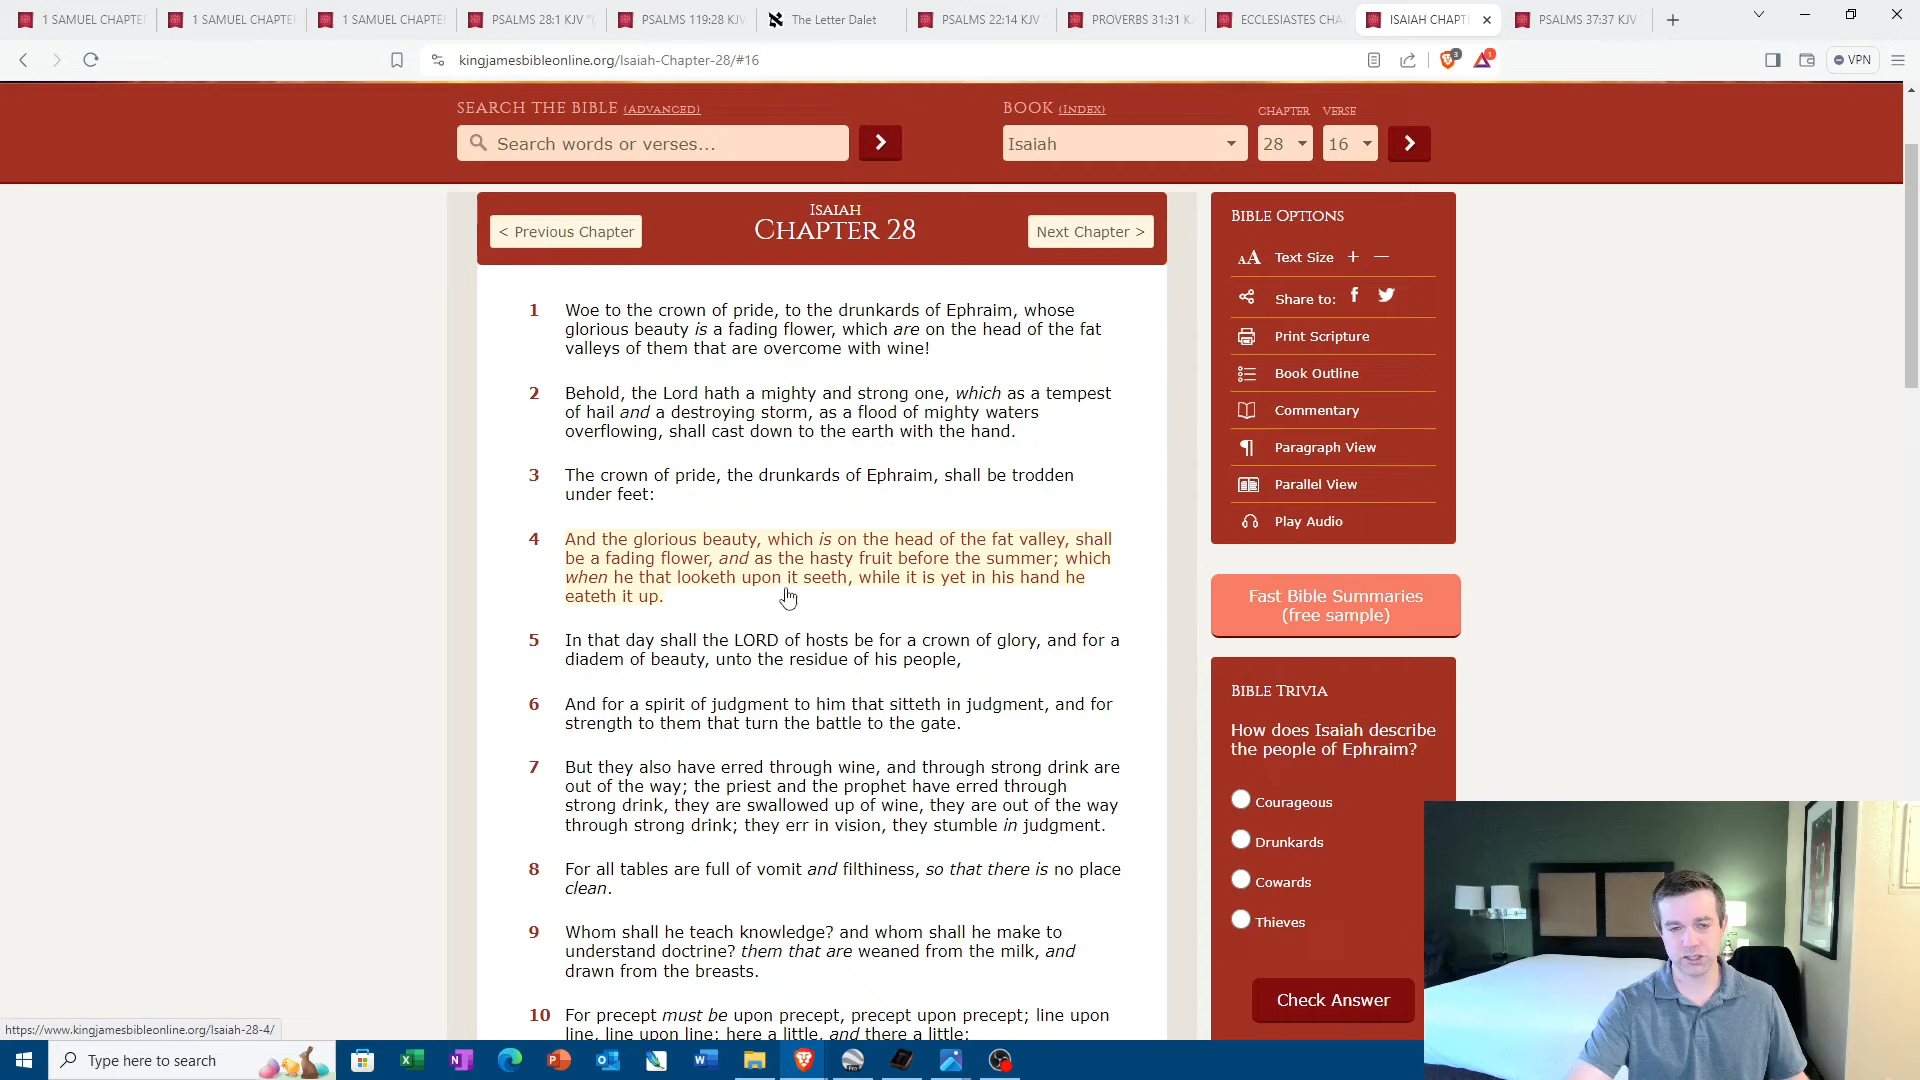 1 SAMUEL CHAPTE
1 SAMUEL CHAPTE
1 SAMUEL CHAPTE
PSALMS 28:1 KJV "
PSALMS 119:28 KJV
The Letter Dalet
PSALMS 22:14 KJV "
PROVERBS 31:31 KJ
ECCLESIASTES CHA
ISAIAH CHAPT
PSALMS 37:37 KJV
kingjamesbibleonline.org/Isaiah-Chapter-28/#16
3
1
VPN
SEARCH THE BIBLE (ADVANCED)
Search words or verses...
BOOK (INDEX)
CHAPTER
VERSE
Isaiah
28
16
< Previous Chapter
ISAIAH
CHAPTER 28
Next Chapter >
1 Woe to the crown of pride, to the drunkards of Ephraim, whose
glorious beauty is a fading flower, which are on the head of the fat
valleys of them that are overcome with wine!
2 Behold, the Lord hath a mighty and strong one, which as a tempest
of hail and a destroying storm, as a flood of mighty waters
overflowing, shall cast down to the earth with the hand.
3 The crown of pride, the drunkards of Ephraim, shall be trodden
under feet:
4 And the glorious beauty, which is on the head of the fat valley, shall
be a fading flower, and as the hasty fruit before the summer; which
when he that looketh upon it seeth, while it is yet in his hand he
eateth it up.
5 In that day shall the LORD of hosts be for a crown of glory, and for a
diadem of beauty, unto the residue of his people,
6 And for a spirit of judgment to him that sitteth in judgment, and for
strength to them that turn the battle to the gate.
7 But they also have erred through wine, and through strong drink are
out of the way; the priest and the prophet have erred through
strong drink, they are swallowed up of wine, they are out of the way
through strong drink; they err in vision, they stumble in judgment.
8 For all tables are full of vomit and filthiness, so that there is no place
clean.
9 Whom shall he teach knowledge? and whom shall he make to
understand doctrine? them that are weaned from the milk, and
drawn from the breasts.
10 For precept must be upon precept, precept upon precept; line upon
line, line upon line; here a little, and there a little:
BIBLE OPTIONS
AA Text Size + —
Share to:
Print Scripture
Book Outline
Commentary
Paragraph View
Parallel View
Play Audio
Fast Bible Summaries
(free sample)
BIBLE TRIVIA
How does Isaiah describe
the people of Ephraim?
Courageous
Drunkards
Cowards
Thieves
Check Answer
https://www.kingjamesbibleonline.org/Isaiah-28-4/
Type here to search